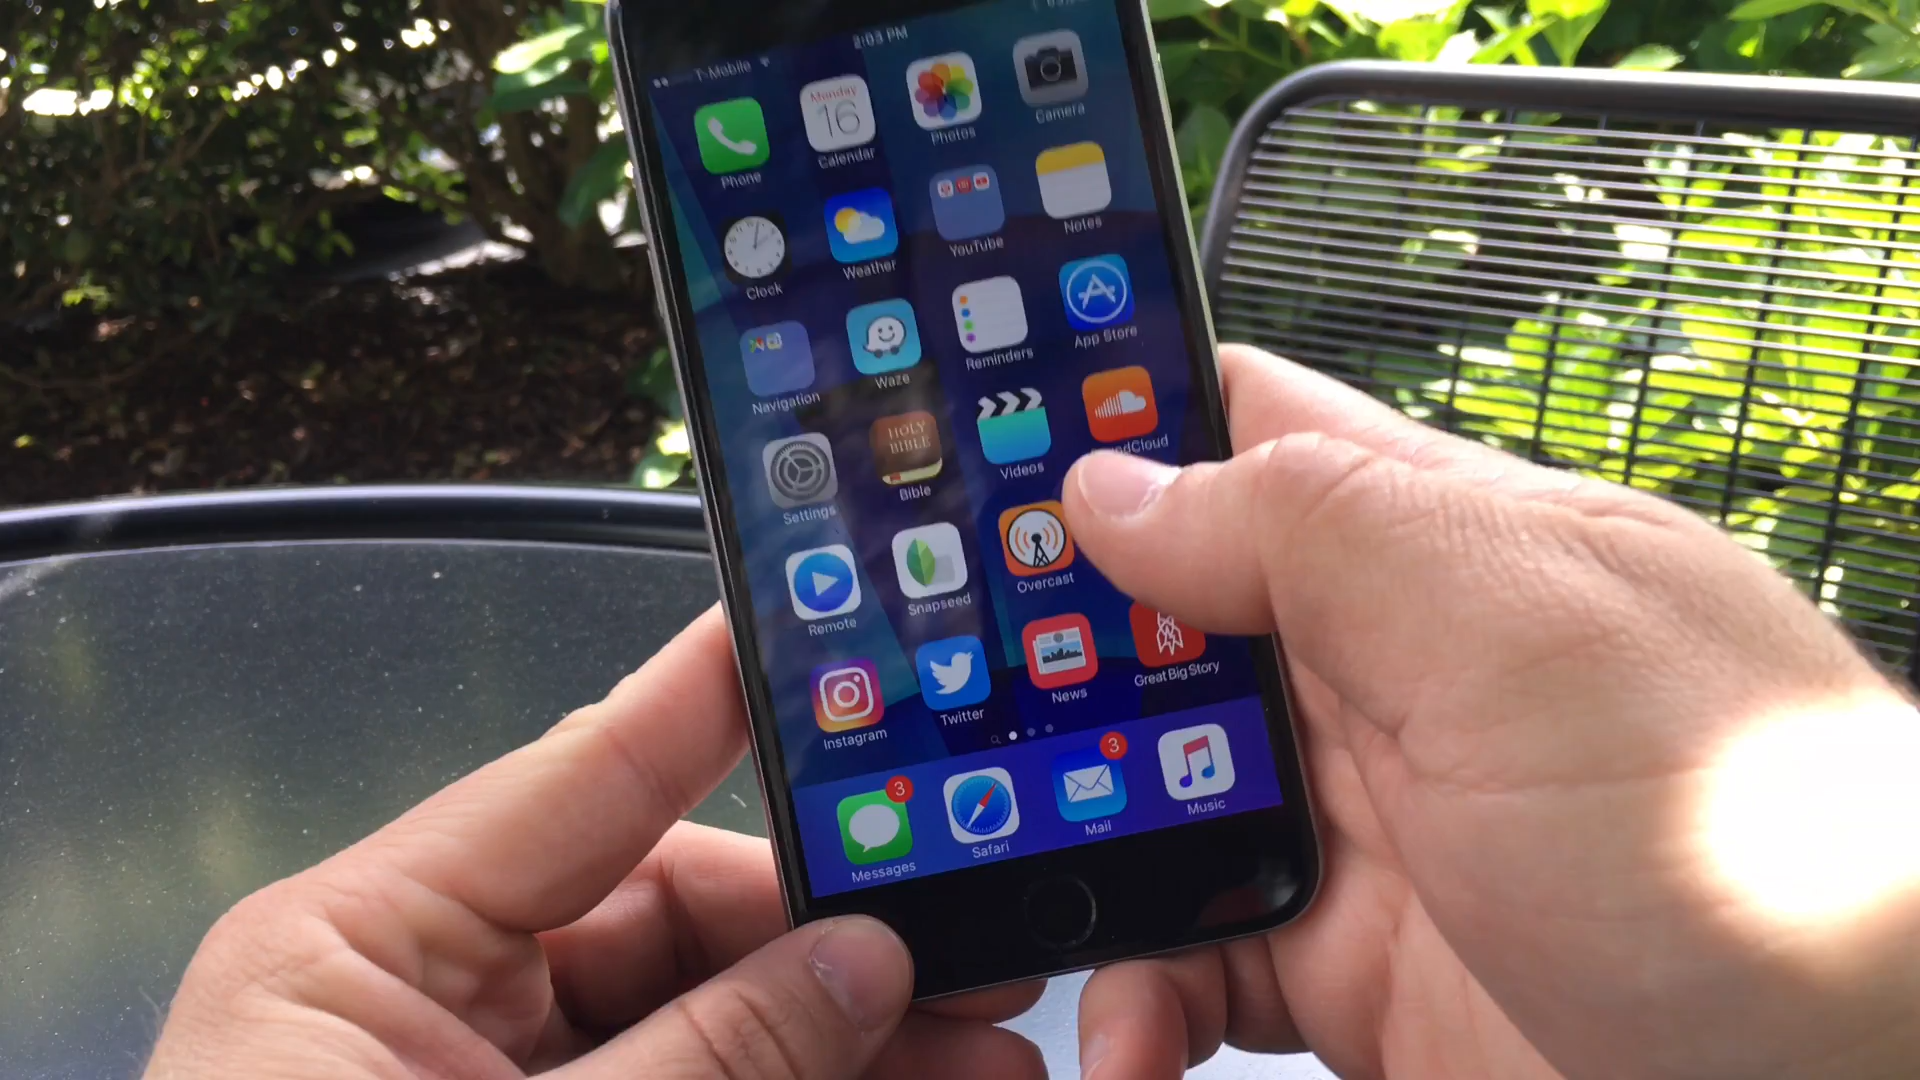 T-Mobile
2:03 PM
Phone
Monday
16
Calendar
Photos
Camera
Clock
Weather
YouTube
Notes
Navigation
Waze
Reminders
App Store
Settings
HOLY
BIBLE
Bible
Videos
ndCloud
Remote
Snapseed
Overcast
Instagram
Twitter
News
Great Big Story
3
Messages
Safari
3
Mail
Music